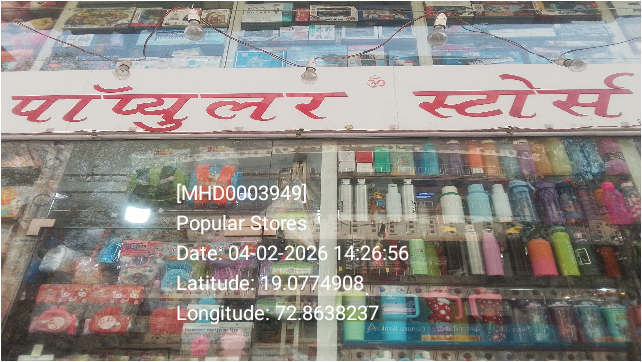 पॉप्युलर ॐ स्टोर्स
[MHD0003949]
Popular Stores
Date: 04-02-2026 14:26:56
Latitude: 19.0774908
Longitude: 72.8638237